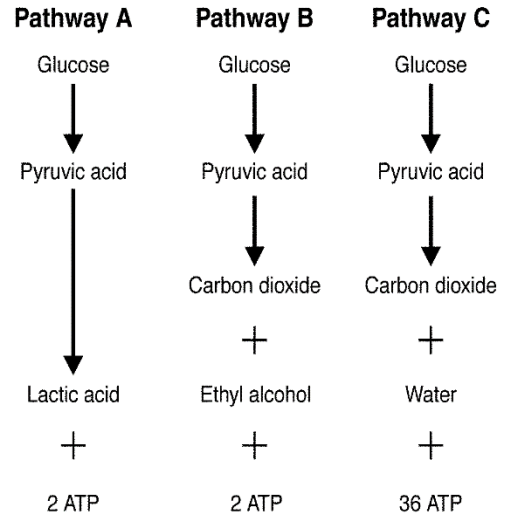 Pathway A Pathway B Pathway C
Glucose Glucose Glucose
Pyruvic acid Pyruvic acid Pyruvic acid
Carbon dioxide Carbon dioxide
+ +
Lactic acid Ethyl alcohol Water
+ + +
2 ATP 2 ATP 36 ATP